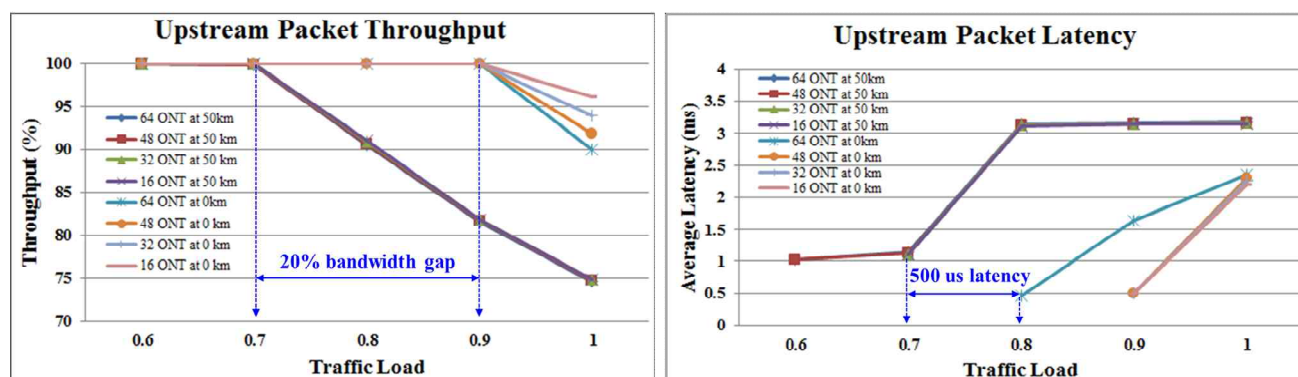 Upstream Packet Throughput
100
95
90
85
80
75
70
Throughput (%)
64 ONT at 50km
48 ONT at 50 km
32 ONT at 50 km
16 ONT at 50 km
64 ONT at 0km
48 ONT at 0 km
32 ONT at 0 km
16 ONT at 0 km
20% bandwidth gap
0.6 0.7 0.8 0.9 1
Traffic Load
Upstream Packet Latency
4
3.5
3
2.5
2
1.5
1
0.5
0
Average Latency (ms)
64 ONT at 50km
48 ONT at 50 km
32 ONT at 50 km
16 ONT at 50 km
64 ONT at 0km
48 ONT at 0 km
32 ONT at 0 km
16 ONT at 0 km
500 us latency
0.6 0.7 0.8 0.9 1
Traffic Load